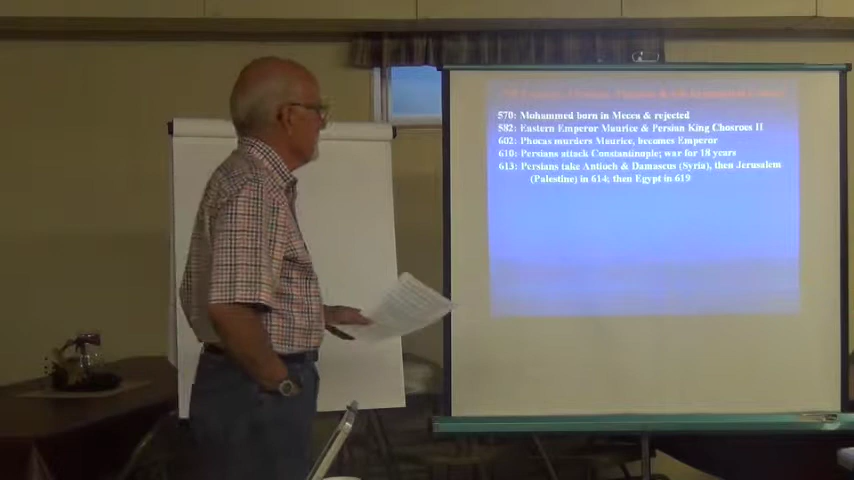 570: Mohammed born in Mecca & rejected
582: Eastern Emperor Maurice & Persian King Chosroes II
602: Phocas murders Maurice, becomes Emperor
610: Persians attack Constantinople; war for 18 years
613: Persians take Antioch & Damascus (Syria), then Jerusalem
(Palestine) in 614; then Egypt in 619